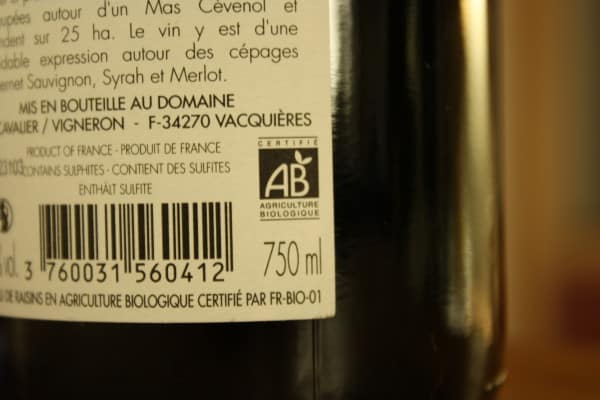 autour d'un Mas Cévenol et
sur 25 ha. Le vin y est d'une
expression autour des cépages
Sauvignon, Syrah et Merlot.
MIS EN BOUTEILLE AU DOMAINE
CAVALIER / VIGNERON - F-34270 VACQUIÈRES
PRODUCT OF FRANCE - PRODUIT DE FRANCE
CONTAINS SULPHITES - CONTIENT DES SULFITES
ENTHÄLT SULFITE
CERTIFIÉ
AB
AGRICULTURE
BIOLOGIQUE
vol.
3 760031 560412
750 ml
DE RAISINS EN AGRICULTURE BIOLOGIQUE CERTIFIÉ PAR FR-BIO-01